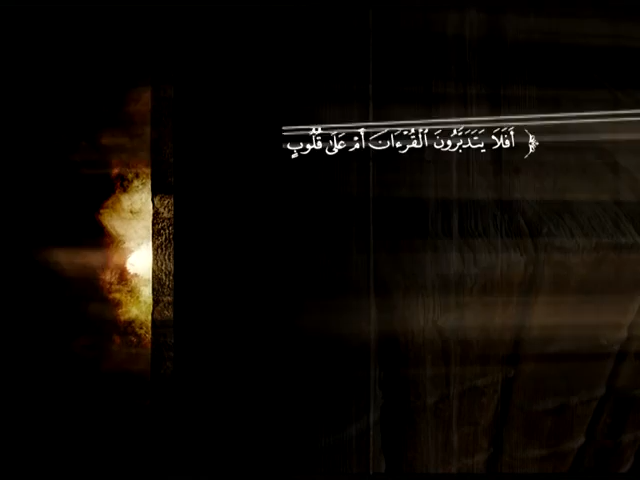 ﴿ أَفَلَا يَتَدَبَّرُونَ ٱلْقُرْءَانَ أَمْ عَلَىٰ قُلُوبٍ